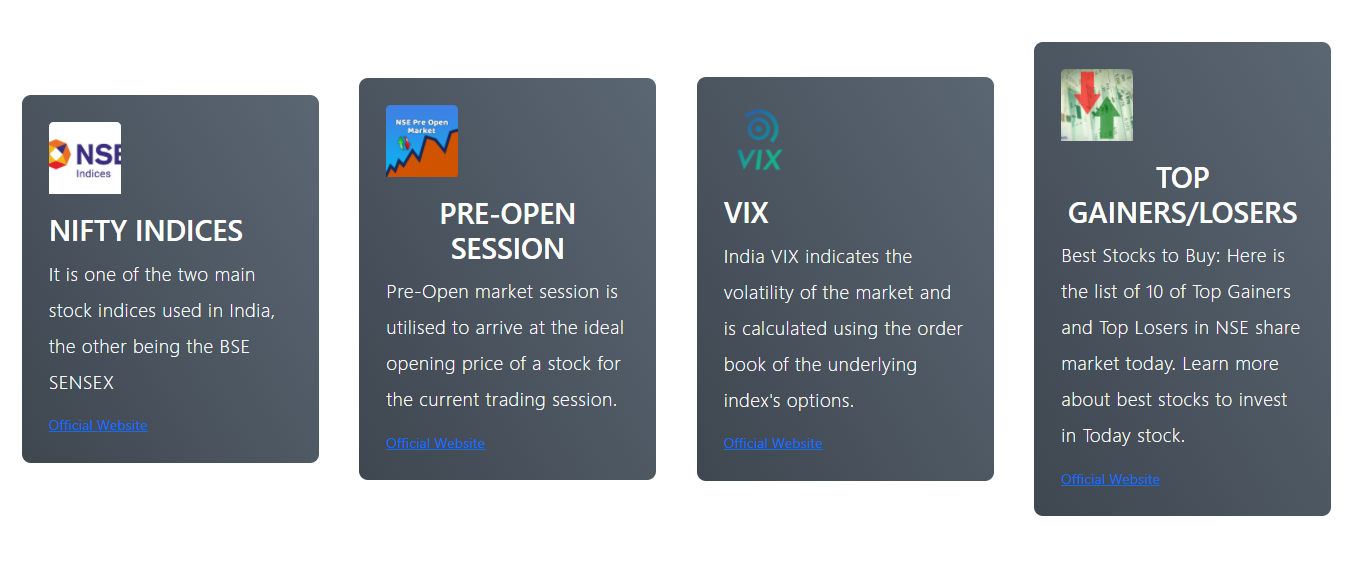 NSE
Indices
NIFTY INDICES
It is one of the two main
stock indices used in India,
the other being the BSE
SENSEX
Official Website
NSE Pre Open
Market
PRE-OPEN
SESSION
Pre-Open market session is
utilised to arrive at the ideal
opening price of a stock for
the current trading session.
Official Website
VIX
VIX
India VIX indicates the
volatility of the market and
is calculated using the order
book of the underlying
index's options.
Official Website
TOP
GAINERS/LOSERS
Best Stocks to Buy: Here is
the list of 10 of Top Gainers
and Top Losers in NSE share
market today. Learn more
about best stocks to invest
in Today stock.
Official Website